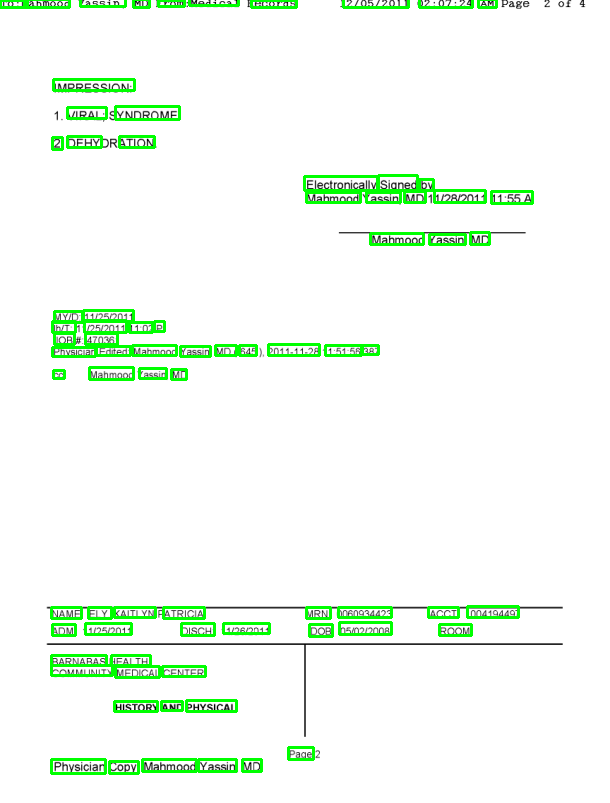 To:Mahmood Yassin, MD From:Medical Records 12/05/2011 02:07:24 AM Page 2 of 4
IMPRESSION:
1. VIRAL SYNDROME
2. DEHYDRATION
Electronically Signed by
Mahmood Yassin, MD 11/28/2011 11:55 A
Mahmood Yassin, MD
MY/D: 11/25/2011
11/25/2011 11:02 P
JOB #: 47036
Physician Edited: Mahmood Yassin, MD (645), 2011-11-28 11:51:56.387
cc: Mahmood Yassin, MD
NAME: ELY, KAITLYN PATRICIA MRN: 0060934423 ACCT: 004194497
ADM: 11/25/2011 DISCH: 11/26/2011 DOB: 05/02/2008 ROOM:
BARNABAS HEALTH
COMMUNITY MEDICAL CENTER
HISTORY AND PHYSICAL
Page 2
Physician Copy Mahmood Yassin, MD